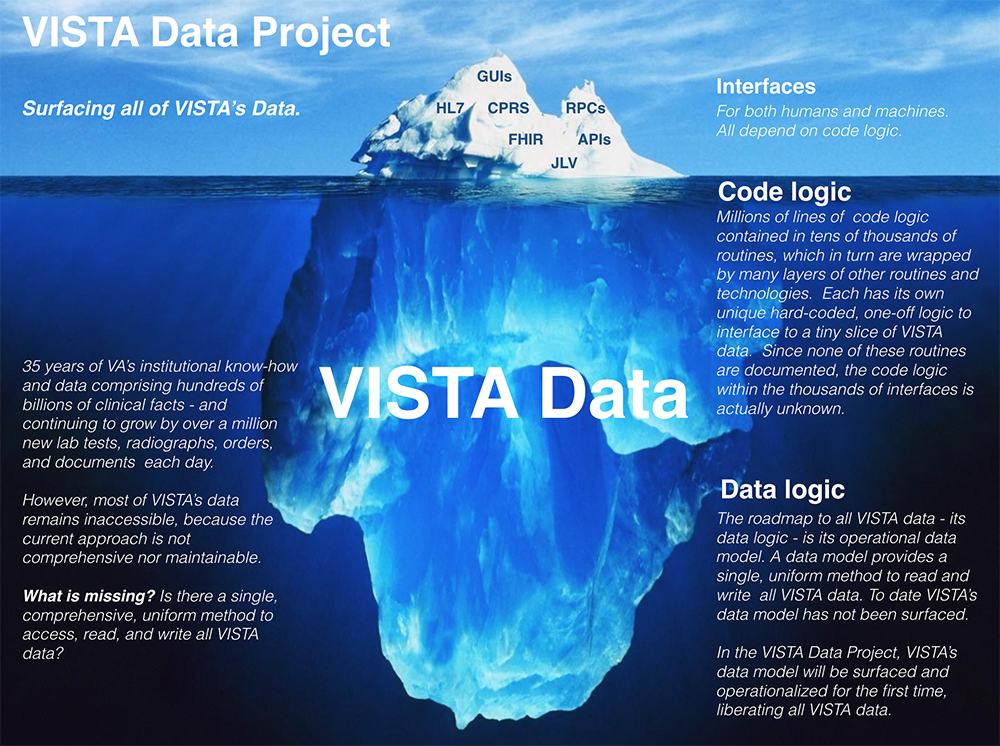 VISTA Data Project
Surfacing all of VISTA's Data.
GUIs
HL7 CPRS RPCs
FHIR APIs
JLV
Interfaces
For both humans and machines.
All depend on code logic.
Code logic
Millions of lines of code logic
contained in tens of thousands of
routines, which in turn are wrapped
by many layers of other routines and
technologies. Each has its own
unique hard-coded, one-off logic to
interface to a tiny slice of VISTA
data. Since none of these routines
are documented, the code logic
within the thousands of interfaces is
actually unknown.
VISTA Data
35 years of VA's institutional know-how
and data comprising hundreds of
billions of clinical facts - and
continuing to grow by over a million
new lab tests, radiographs, orders,
and documents each day.
However, most of VISTA's data
remains inaccessible, because the
current approach is not
comprehensive nor maintainable.
What is missing? Is there a single,
comprehensive, uniform method to
access, read, and write all VISTA
data?
Data logic
The roadmap to all VISTA data - its
data logic - is its operational data
model. A data model provides a
single, uniform method to read and
write all VISTA data. To date VISTA's
data model has not been surfaced.
In the VISTA Data Project, VISTA's
data model will be surfaced and
operationalized for the first time,
liberating all VISTA data.